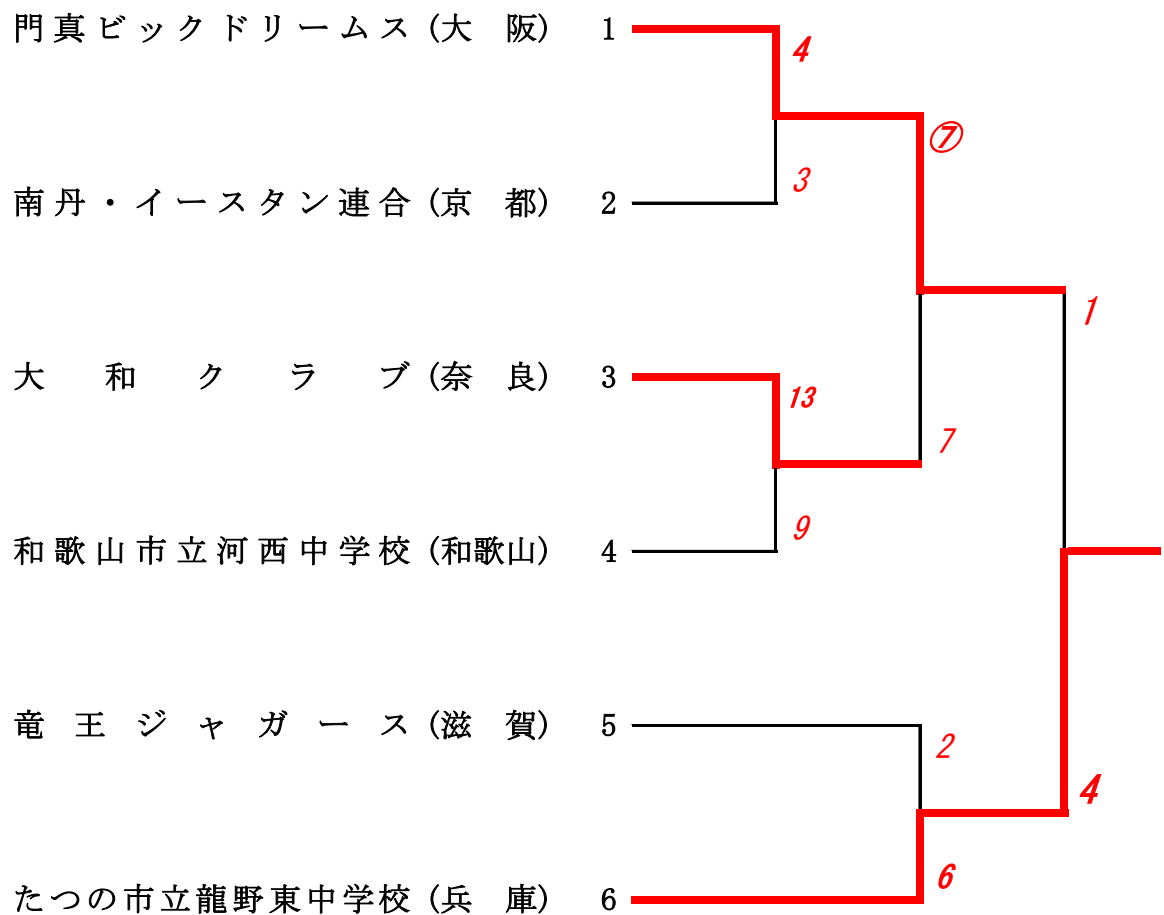 門真ビックドリームス (大 阪) 1
4
⑦
3
南丹・イースタン連合 (京 都) 2
1
大和クラブ (奈 良) 3
13
7
9
和歌山市立河西中学校 (和歌山) 4
竜王ジャガース (滋 賀) 5
2
4
6
たつの市立龍野東中学校 (兵 庫) 6